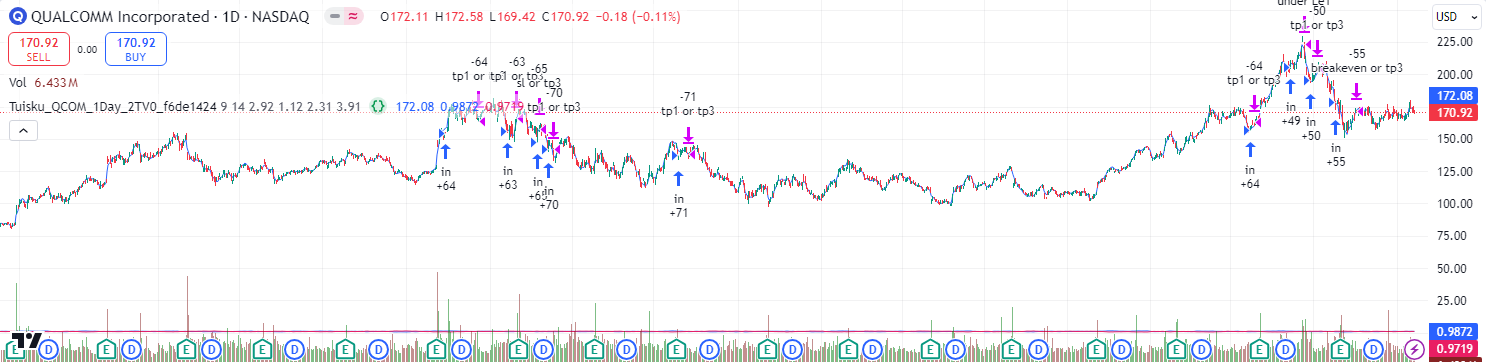 QUALCOMM Incorporated · 1D · NASDAQ
O172.11 H172.58 L169.42 C170.92 −0.18 (−0.11%)
USD
170.92
SELL
0.00
170.92
BUY
Vol 6.433M
Tuisku_QCOM_1Day_2TV0_f6de1424 9 14 2.92 1.12 2.31 3.91 172.08 0.9872 0.9719
-64
tp1 or tp3
-63
tp1 or tp3
-65
sl or tp3
-70
tp1 or tp3
-71
tp1 or tp3
-64
tp1 or tp3
under Le1
-50
tp1 or tp3
-55
breakeven or tp3
in
+64
in
+63
in
+65
in
+70
in
+71
in
+64
in
+49
in
+50
in
+55
225.00
200.00
172.08
170.92
150.00
125.00
100.00
75.00
50.00
25.00
0.9872
0.9719
E D E D E D E D E D E D E D E D E D E D E D E D E D E D E D E D E D